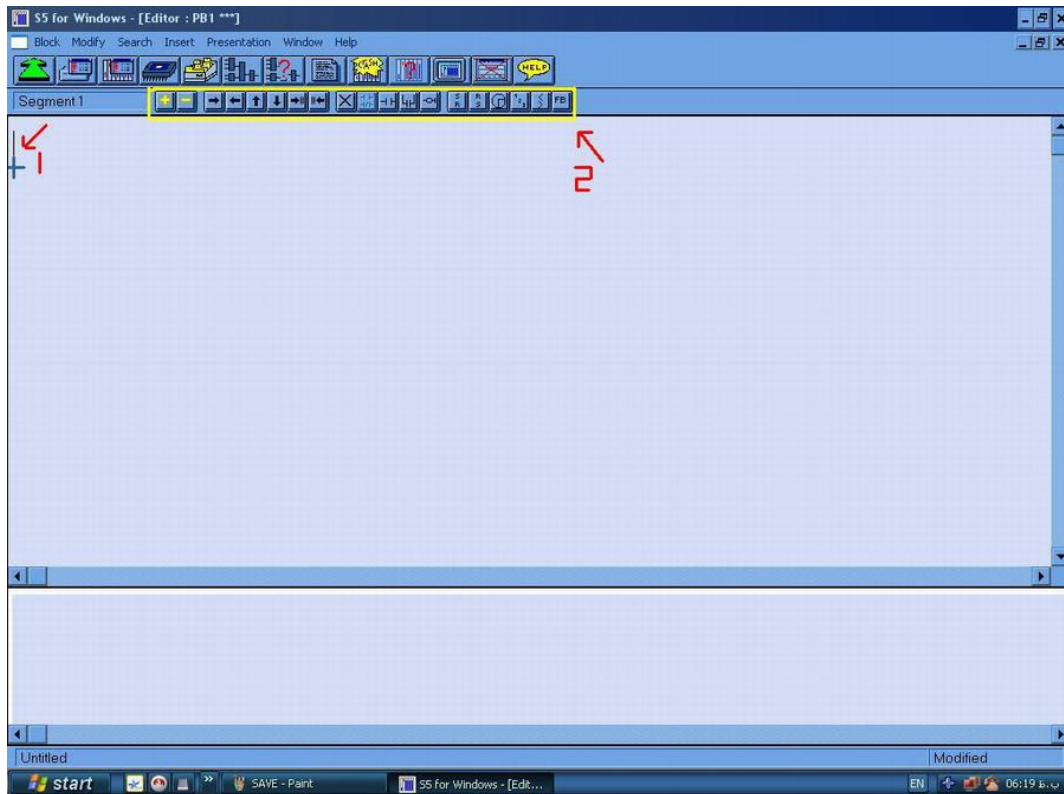 S5 for Windows - [Editor : PB1 ***]
Block Modify Search Insert Presentation Window Help
HELP
Segment 1
FB
1
2
Untitled
Modified
start
SAVE - Paint
S5 for Windows - [Edit...
EN
06:19 ب.ظ